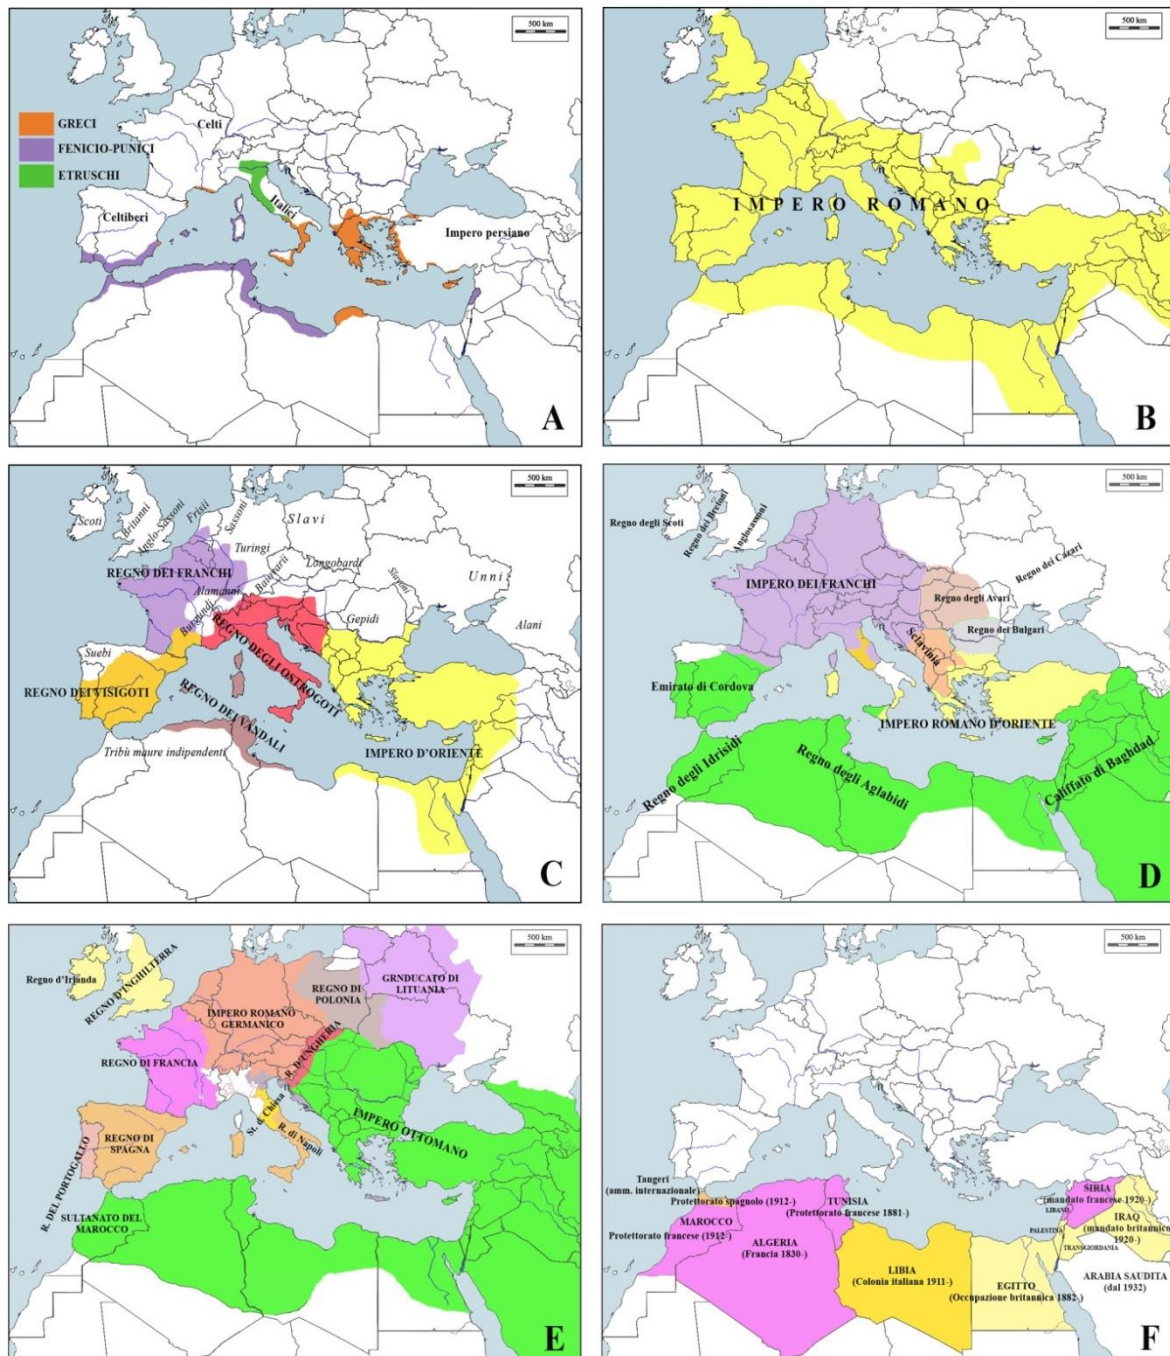 500 km
GRECI
FENICIO-PUNICI
ETRUSCHI
Celti
Celtiberi
Italici
Impero persiano
A
500 km
IMPERO ROMANO
B
500 km
Scoti
Britanni
Anglo-Sassoni
Frisii
Sassoni
Slavi
Turingi
REGNO DEI FRANCHI
Longobardi
Baiuvarii
Alamanni
Slavoni
Unni
Burgundi
Gepidi
Alani
Suebi
REGNO DEGLI OSTROGOTI
REGNO DEI VISIGOTI
REGNO DEI VANDALI
IMPERO D'ORIENTE
Tribù maure indipendenti
C
500 km
Regno degli Scoti
Regno dei Bretoni
Anglosassoni
IMPERO DEI FRANCHI
Regno dei Cazari
Regno degli Avari
Regno dei Bulgari
Sclavinia
Emirato di Cordova
IMPERO ROMANO D'ORIENTE
Regno degli Idrisidi
Regno degli Aglabidi
Califfato di Baghdad
D
500 km
Regno d'Irlanda
REGNO D'INGHILTERRA
IMPERO ROMANO
GERMANICO
REGNO DI
POLONIA
GRNDUCATO DI
LITUANIA
REGNO DI FRANCIA
R. D'UNGHERIA
St. d. Chiesa
R. di Napoli
IMPERO OTTOMANO
R. DEL PORTOGALLO
REGNO DI
SPAGNA
SULTANATO DEL
MAROCCO
E
500 km
Tangeri
(amm. internazionale)
Protettorato spagnolo (1912-)
TUNISIA
(Protettorato francese 1881-)
MAROCCO
Protettorato francese (1912-)
ALGERIA
(Francia 1830-)
LIBIA
(Colonia italiana 1911-)
EGITTO
(Occupazione britannica 1882-)
SIRIA
(mandato francese 1920-)
LIBANO
PALESTINA
TRANSGIORDANIA
IRAQ
(mandato britannico
1920-)
ARABIA SAUDITA
(dal 1932)
F